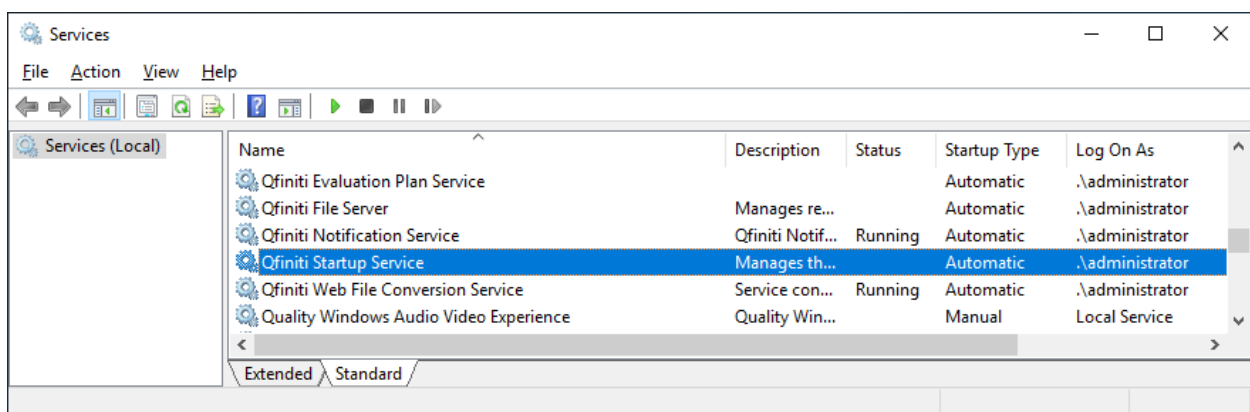 Services
File Action View Help
Services (Local)
Name Description Status Startup Type Log On As
Qfiniti Evaluation Plan Service Automatic .\administrator
Qfiniti File Server Manages re... Automatic .\administrator
Qfiniti Notification Service Qfiniti Notif... Running Automatic .\administrator
Qfiniti Startup Service Manages th... Automatic .\administrator
Qfiniti Web File Conversion Service Service con... Running Automatic .\administrator
Quality Windows Audio Video Experience Quality Win... Manual Local Service
Extended Standard